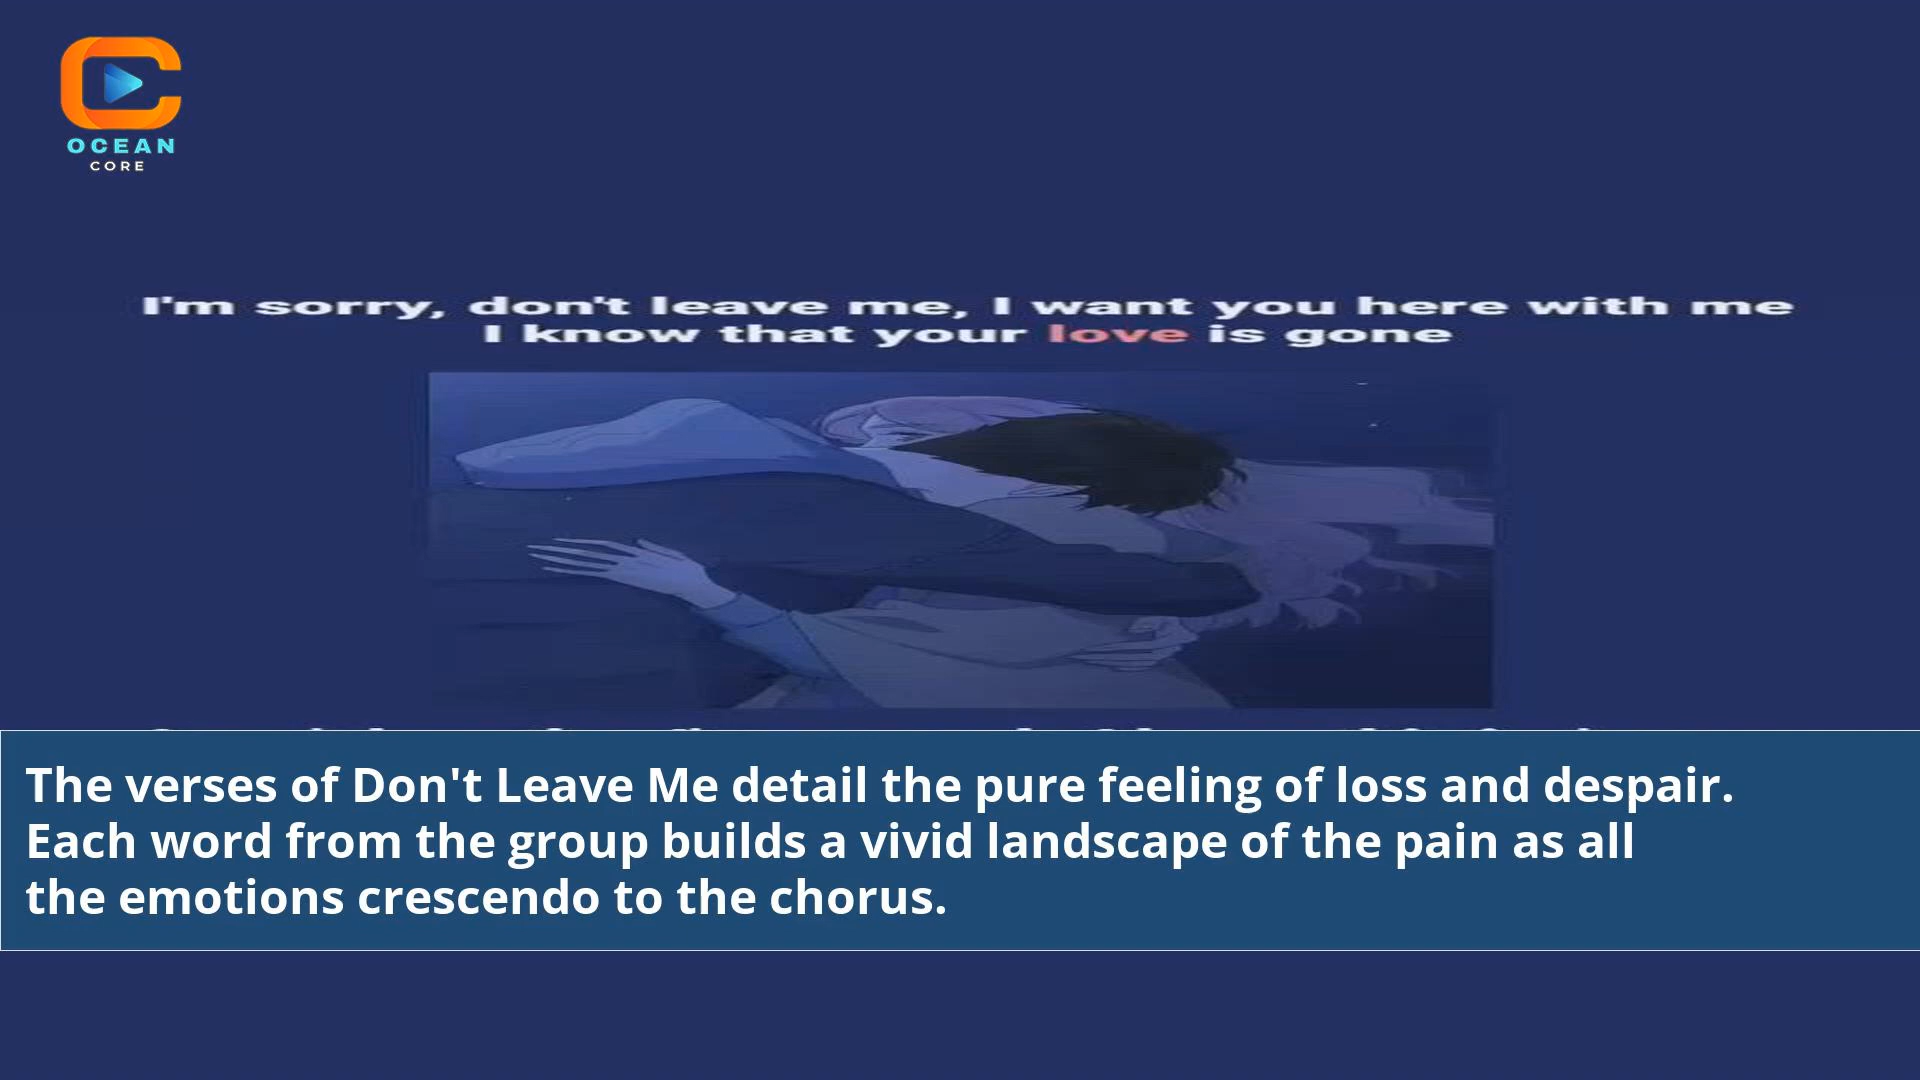 OCEAN
CORE
I'm sorry, don't leave me, I want you here with me
I know that your love is gone
The verses of Don't Leave Me detail the pure feeling of loss and despair.
Each word from the group builds a vivid landscape of the pain as all
the emotions crescendo to the chorus.